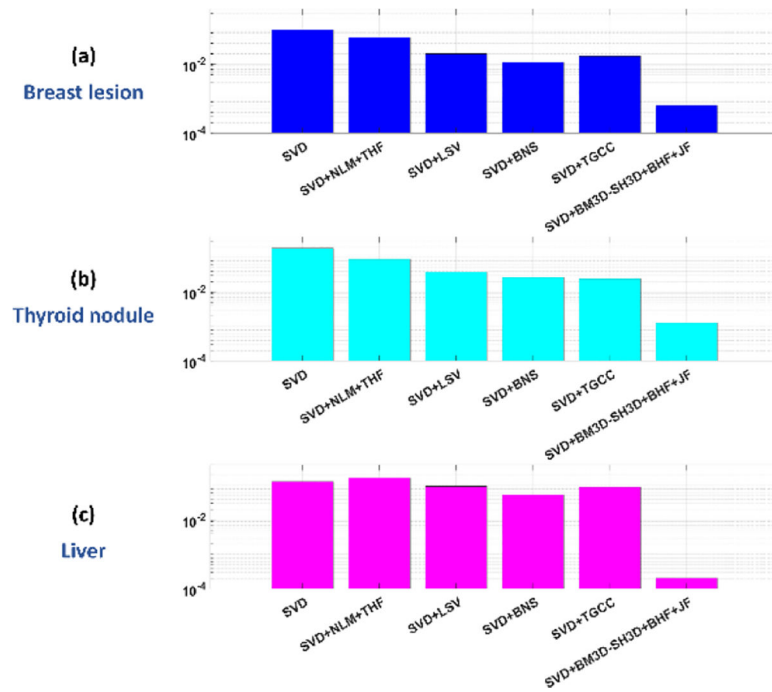 (a)
Breast lesion
10-2
10-4
SVD
SVD+NLM+THF
SVD+LSV
SVD+BNS
SVD+TGCC
SVD+BM3D-SH3D+BHF+JF
(b)
Thyroid nodule
10-2
10-4
SVD
SVD+NLM+THF
SVD+LSV
SVD+BNS
SVD+TGCC
SVD+BM3D-SH3D+BHF+JF
(c)
Liver
10-2
10-4
SVD
SVD+NLM+THF
SVD+LSV
SVD+BNS
SVD+TGCC
SVD+BM3D-SH3D+BHF+JF